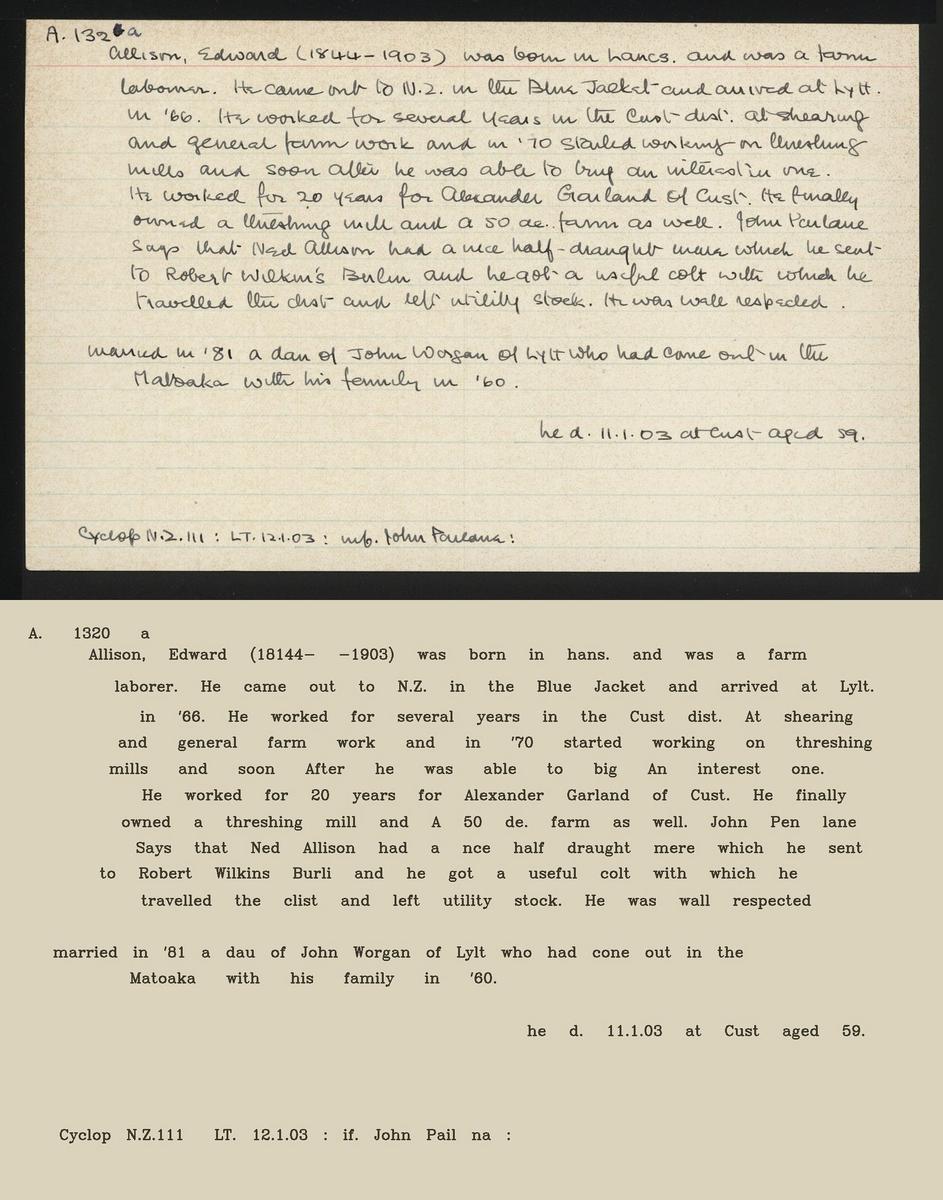 A. 132 a
Allison, Edward (1844-1903) was born in Lancs. and was a farm
labourer. He came out to N.Z. in the Blue Jacket and arrived at Lytt.
in '66. He worked for several years in the Cust dist. at shearing
and general farm work and in '70 started working on threshing
mills and soon after he was able to buy an interest in one.
He worked for 20 years for Alexander Garland of Cust. He finally
owned a threshing mill and a 50 ac. farm as well. John
says that Ned Allison had a nice half-draught mare which he sent
to Robert Wilkin's Berlin and he got a useful colt with which he
travelled the dist and left utility stock. He was well respected.
married in '81 a dau of John Worgan of Lytt who had come out in the
Matoaka with his family in '60.
he d. 11.1.03 at Cust aged 59.
Cyclop N.Z.111 : LT. 12.1.03 : inf. John
A. 1320 a
Allison, Edward (18144– –1903) was born in hans. and was a farm
laborer. He came out to N.Z. in the Blue Jacket and arrived at Lylt.
in '66. He worked for several years in the Cust dist. At shearing
and general farm work and in '70 started working on threshing
mills and soon After he was able to big An interest one.
He worked for 20 years for Alexander Garland of Cust. He finally
owned a threshing mill and A 50 de. farm as well. John Pen lane
Says that Ned Allison had a nce half draught mere which he sent
to Robert Wilkins Burli and he got a useful colt with which he
travelled the clist and left utility stock. He was wall respected
married in '81 a dau of John Worgan of Lylt who had cone out in the
Matoaka with his family in '60.
he d. 11.1.03 at Cust aged 59.
Cyclop N.Z.111 LT. 12.1.03 : if. John Pail na :